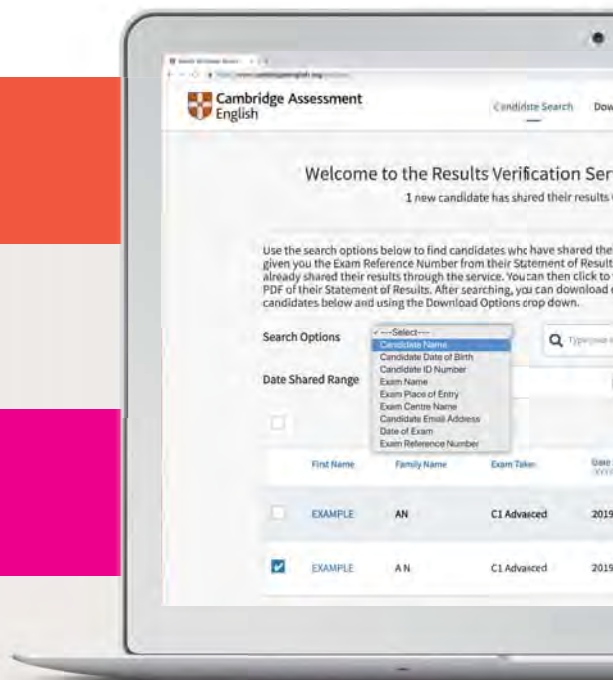 Cambridge Assessment
English
Candidate Search Dow
Welcome to the Results Verification Ser
1 new candidate has shared their results
Use the search options below to find candidates who have shared the
given you the Exam Reference Number from their Statement of Result
already shared their results through the service. You can then click to
PDF of their Statement of Results. After searching, you can download
candidates below and using the Download Options drop down.
Search Options
---Select---
Candidate Name
Candidate Date of Birth
Candidate ID Number
Exam Name
Exam Place of Entry
Exam Centre Name
Candidate Email Address
Date of Exam
Exam Reference Number
Type your
Date Shared Range
First Name Family Name Exam Taken Date
EXAMPLE AN C1 Advanced 2019
EXAMPLE A N C1 Advanced 2019